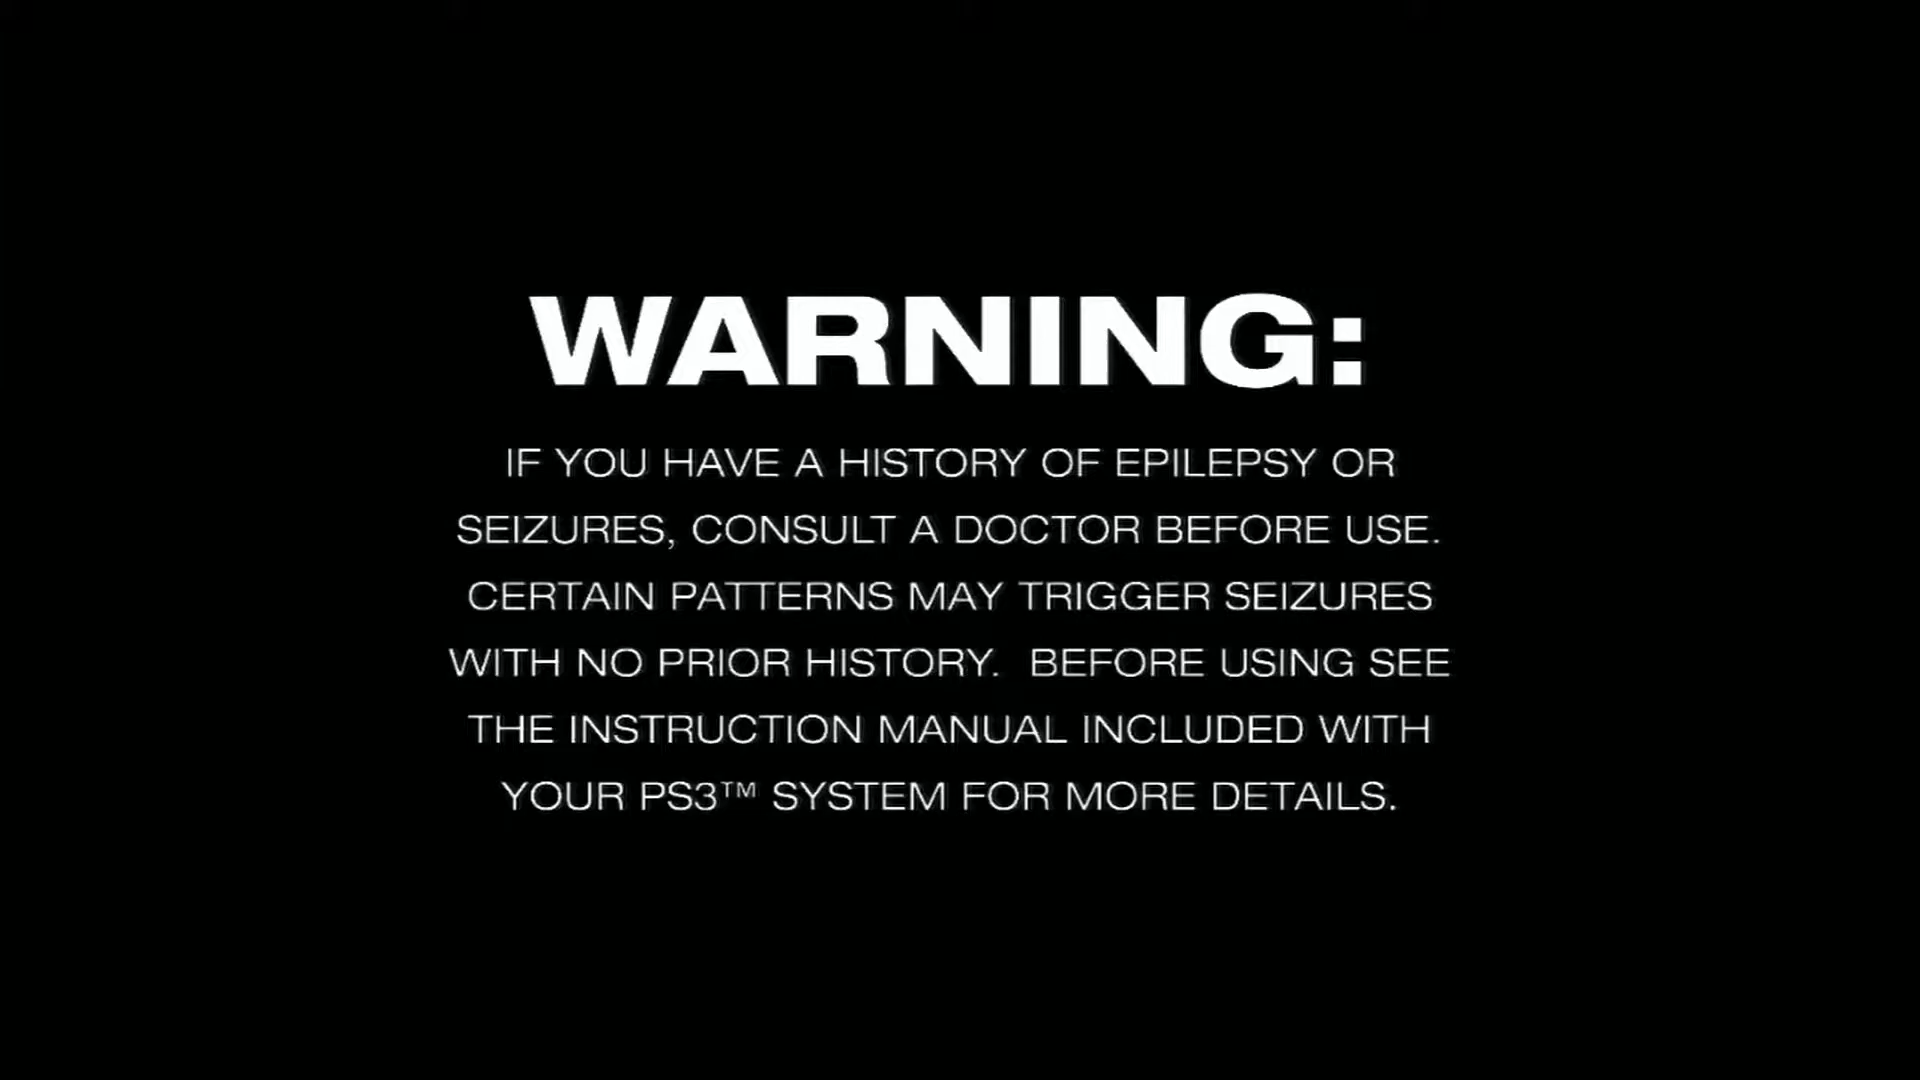 WARNING:
IF YOU HAVE A HISTORY OF EPILEPSY OR
SEIZURES, CONSULT A DOCTOR BEFORE USE.
CERTAIN PATTERNS MAY TRIGGER SEIZURES
WITH NO PRIOR HISTORY.  BEFORE USING SEE
THE INSTRUCTION MANUAL INCLUDED WITH
YOUR PS3™ SYSTEM FOR MORE DETAILS.